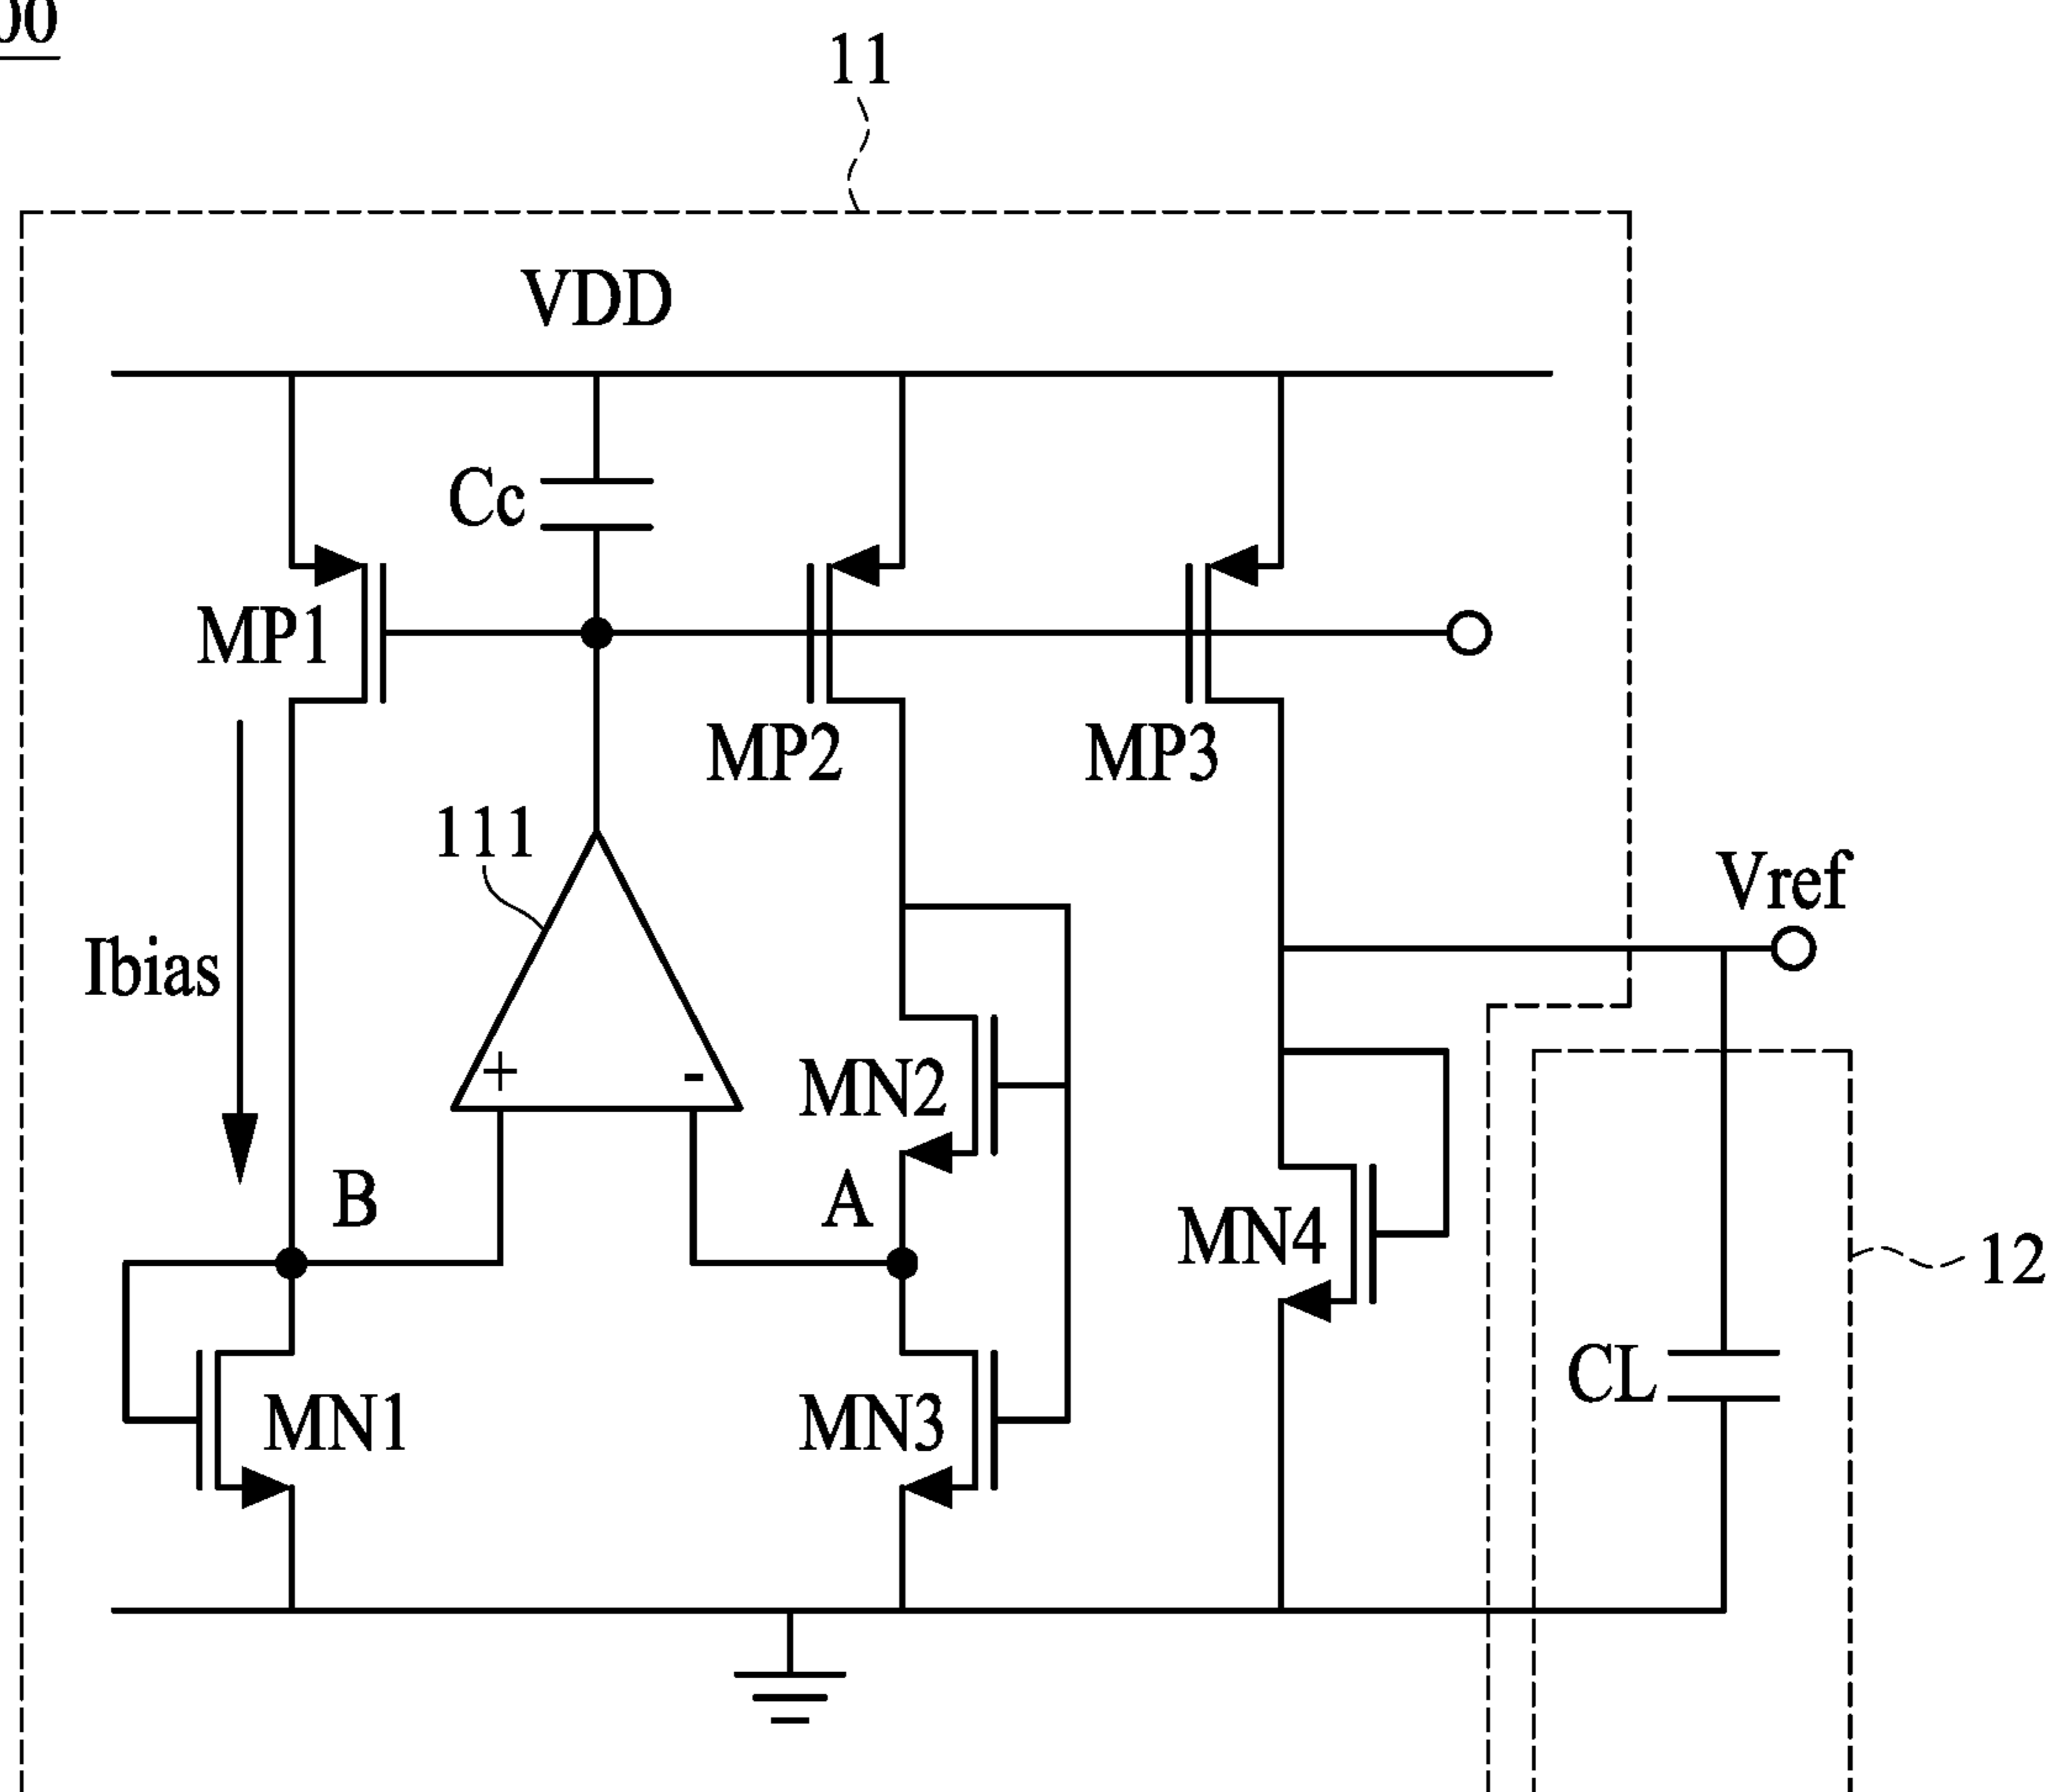 00
11
VDD
Cc
MP1
MP2
MP3
111
Vref
Ibias
+
-
MN2
B
A
MN4
12
CL
MN1
MN3